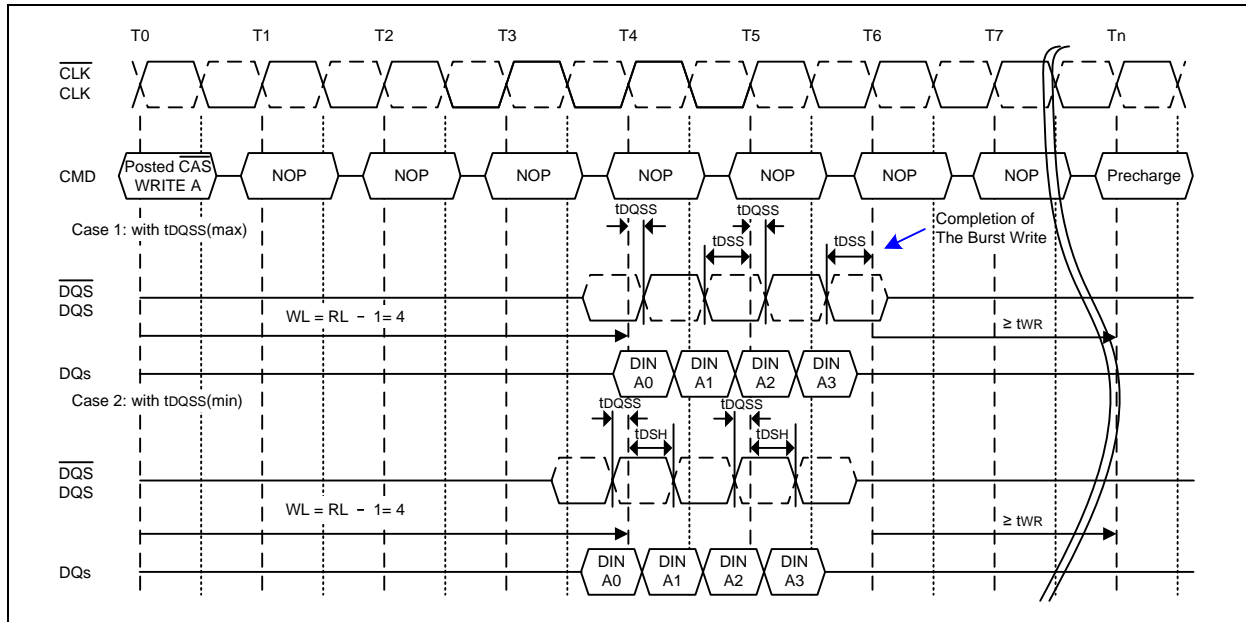 T0 T1 T2 T3 T4 T5 T6 T7 Tn
CLK
CLK
CMD
Posted CAS
WRITE A
NOP NOP NOP NOP NOP NOP NOP Precharge
Case 1: with tDQSS(max)
tDQSS tDQSS
tDSS tDSS
Completion of
The Burst Write
DQS
DQS
WL = RL − 1= 4
≥ tWR
DQs
DIN
A0
DIN
A1
DIN
A2
DIN
A3
Case 2: with tDQSS(min)
tDQSS tDQSS
tDSH tDSH
DQS
DQS
WL = RL − 1= 4
≥ tWR
DQs
DIN
A0
DIN
A1
DIN
A2
DIN
A3